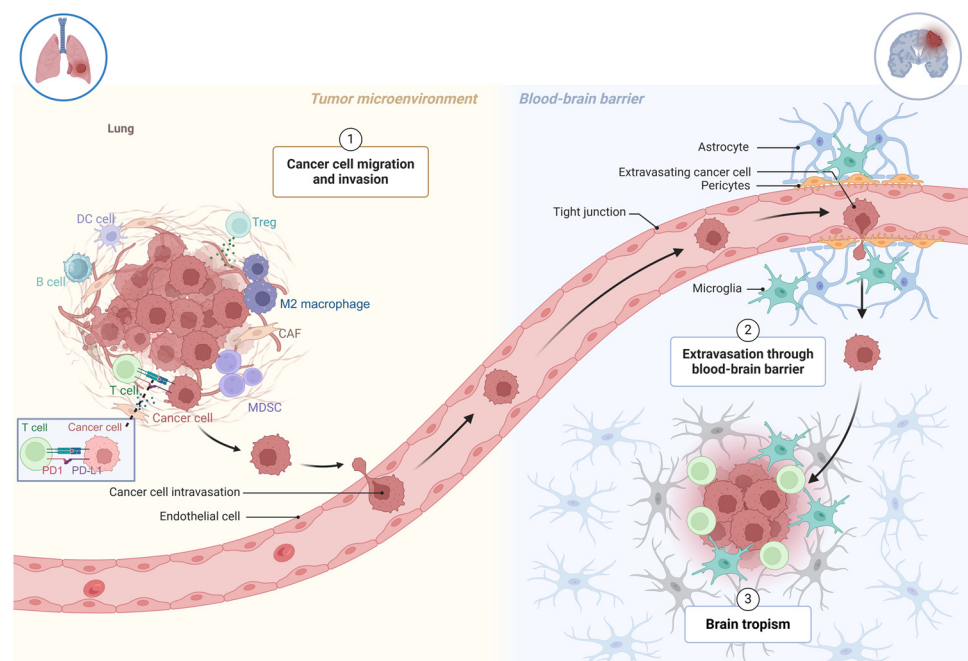 Tumor microenvironment
Blood-brain barrier
Lung
1
Cancer cell migration
and invasion
DC cell
Treg
B cell
M2 macrophage
CAF
T cell
MDSC
Cancer cell
T cell
Cancer cell
PD1
PD-L1
Cancer cell intravasation
Endothelial cell
Astrocyte
Extravasating cancer cell
Pericytes
Tight junction
Microglia
2
Extravasation through
blood-brain barrier
3
Brain tropism